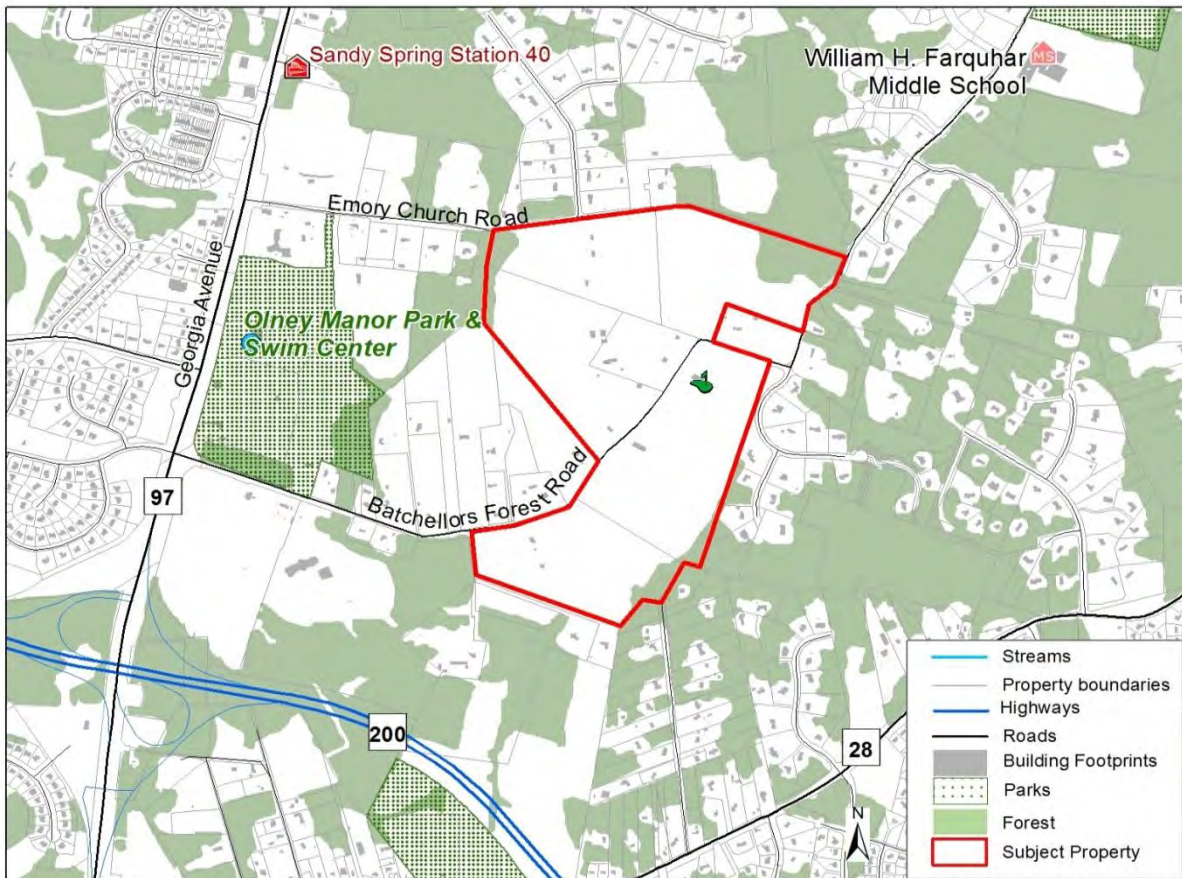 Sandy Spring Station 40
William H. Farquhar
Middle School
MS
Emory Church Road
Georgia Avenue
Olney Manor Park &
Swim Center
Batchellors Forest Road
97
200
28
N
Streams
Property boundaries
Highways
Roads
Building Footprints
Parks
Forest
Subject Property